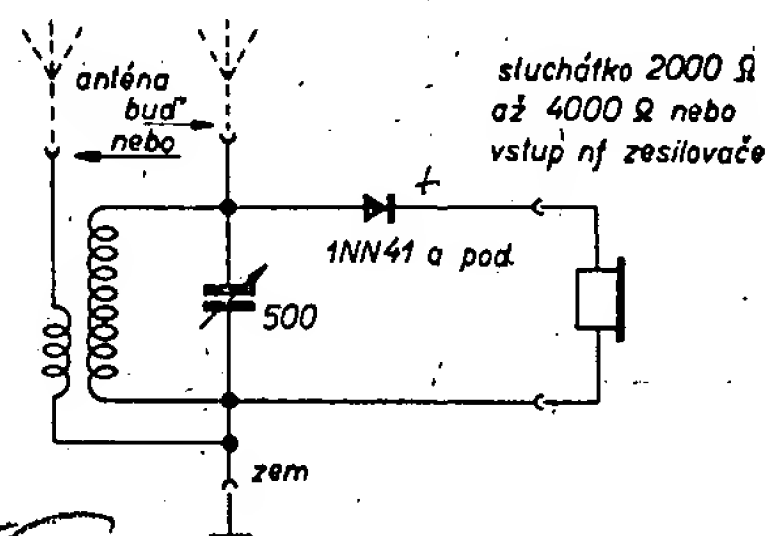 anténa
buď
nebo
sluchátko 2000 Ω
až 4000 Ω nebo
vstup nf zesilovače
+
1NN41 a pod.
500
zem